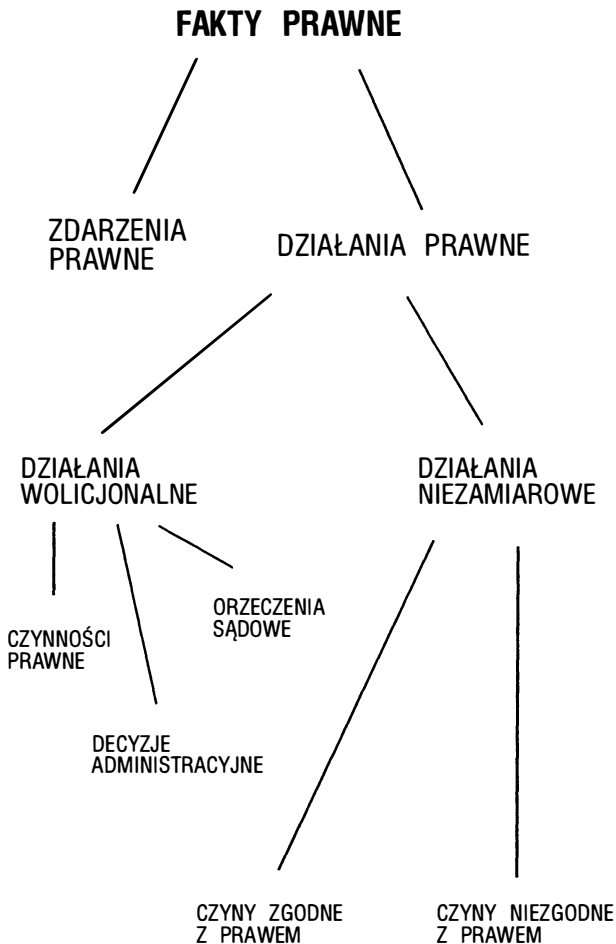 FAKTY PRAWNE
ZDARZENIA
PRAWNE
DZIAŁANIA PRAWNE
DZIAŁANIA
WOLICJONALNE
DZIAŁANIA
NIEZAMIAROWE
CZYNNOŚCI
PRAWNE
ORZECZENIA
SĄDOWE
DECYZJE
ADMINISTRACYJNE
CZYNY ZGODNE
Z PRAWEM
CZYNY NIEZGODNE
Z PRAWEM